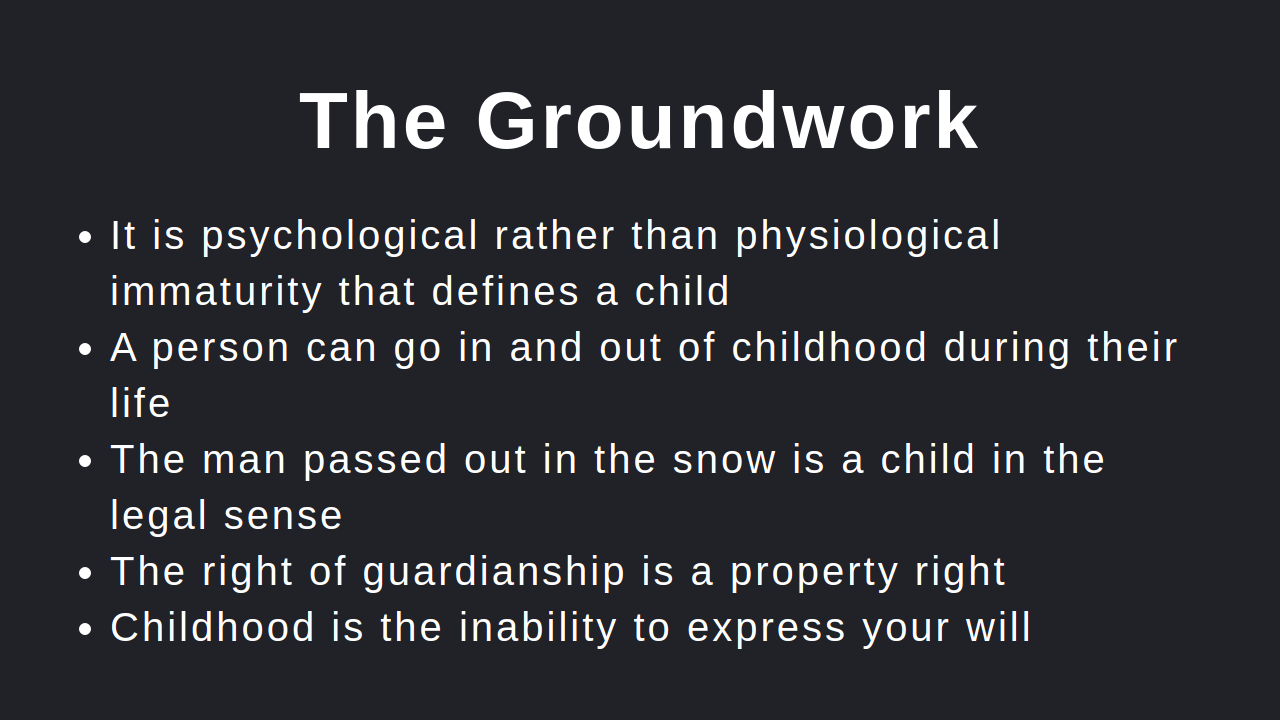 The Groundwork
• It is psychological rather than physiological
immaturity that defines a child
• A person can go in and out of childhood during their
life
• The man passed out in the snow is a child in the
legal sense
• The right of guardianship is a property right
• Childhood is the inability to express your will